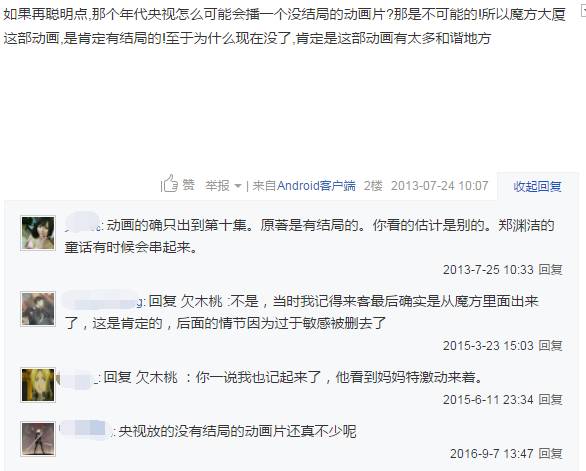 如果再聪明点,那个年代央视怎么可能会播一个没结局的动画片?那是不可能的!所以魔方大厦
这部动画,是肯定有结局的!至于为什么现在没了,肯定是这部动画有太多和谐地方
赞 举报 | 来自Android客户端 2楼 2013-07-24 10:07 收起回复
: 动画的确只出到第十集。原著是有结局的。你看的估计是别的。郑渊洁的
童话有时候会串起来。
2013-7-25 10:33 回复
g: 回复 欠木桃 :不是，当时我记得来客最后确实是从魔方里面出来
了，这是肯定的，后面的情节因为过于敏感被删去了
2015-3-23 15:03 回复
: 回复 欠木桃 ：你一说我也记起来了，他看到妈妈特激动来着。
2015-6-11 23:34 回复
: 央视放的没有结局的动画片还真不少呢
2016-9-7 13:47 回复